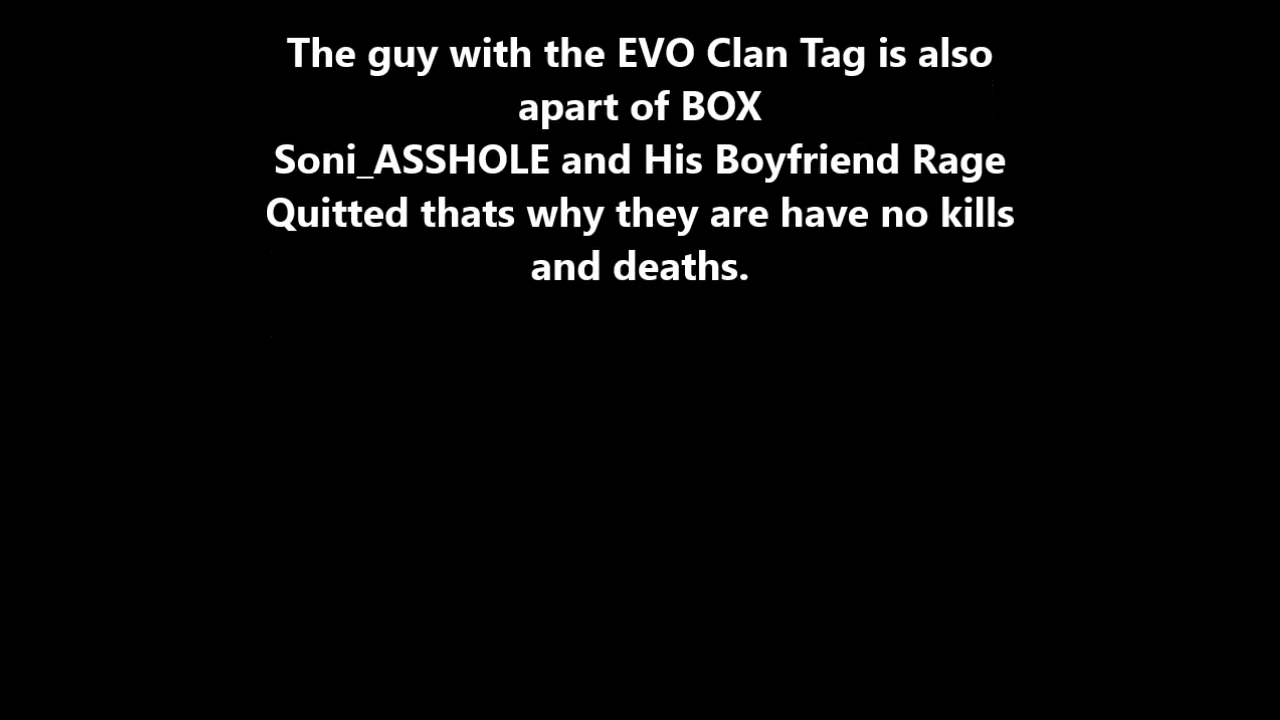 The guy with the EVO Clan Tag is also
apart of BOX
Soni_ASSHOLE and His Boyfriend Rage
Quitted thats why they are have no kills
and deaths.